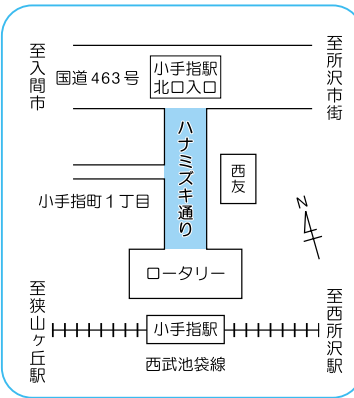 至入間市
国道463号
小手指駅
北口入口
至所沢市街
ハナミズキ通り
西友
小手指町1丁目
N
ロータリー
至狭山ヶ丘駅
小手指駅
至西所沢駅
西武池袋線